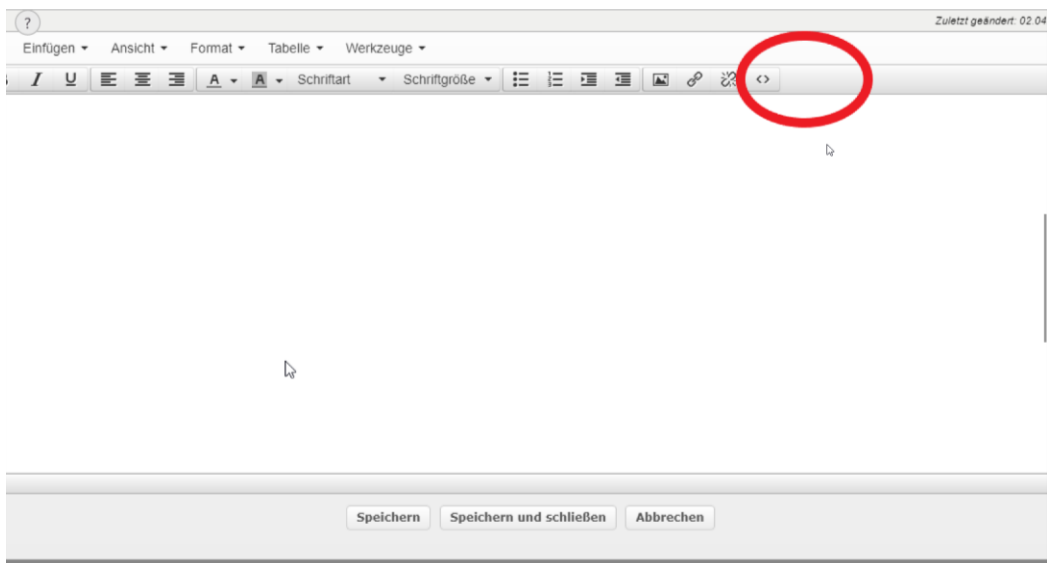 ?
Zuletzt geändert: 02.04
Einfügen Ansicht Format Tabelle Werkzeuge
I U A A Schriftart Schriftgröße <>
Speichern Speichern und schließen Abbrechen